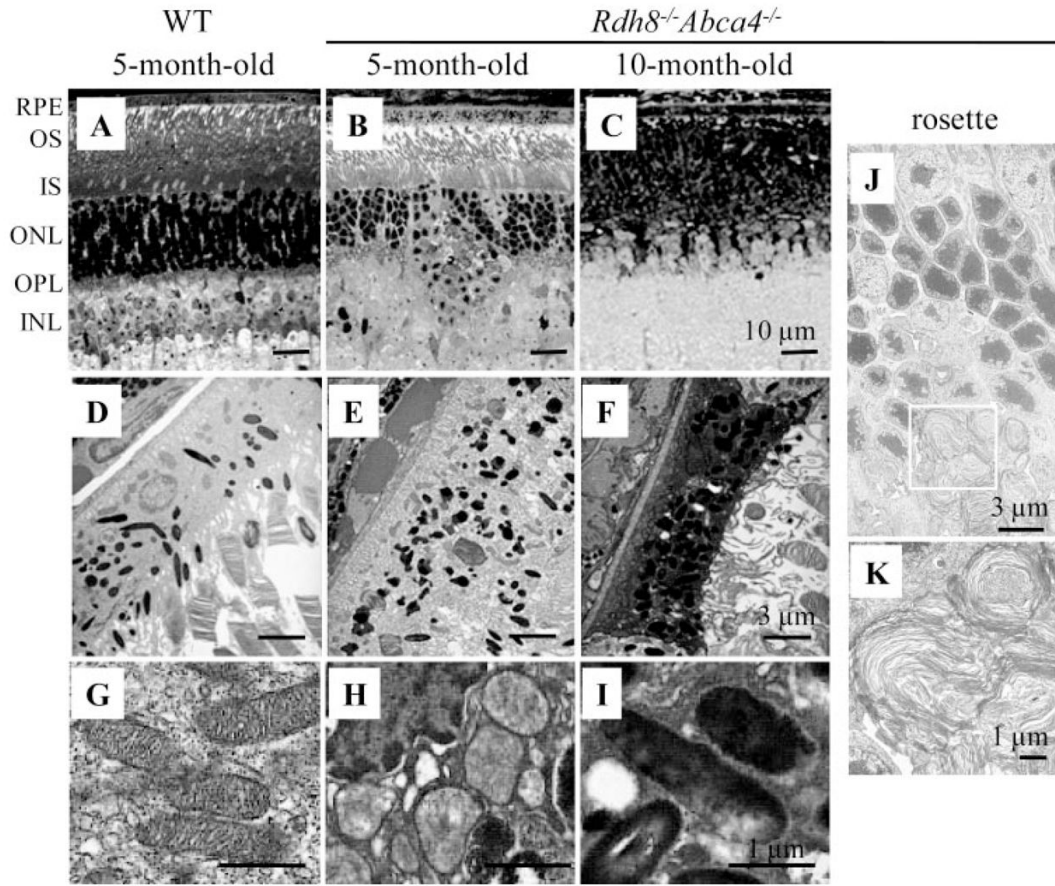 WT
Rdh8-/-Abca4-/-
5-month-old
5-month-old
10-month-old
RPE
OS
IS
ONL
OPL
INL
A
B
C
10 µm
rosette
J
3 µm
D
E
F
3 µm
K
1 µm
G
H
I
1 µm